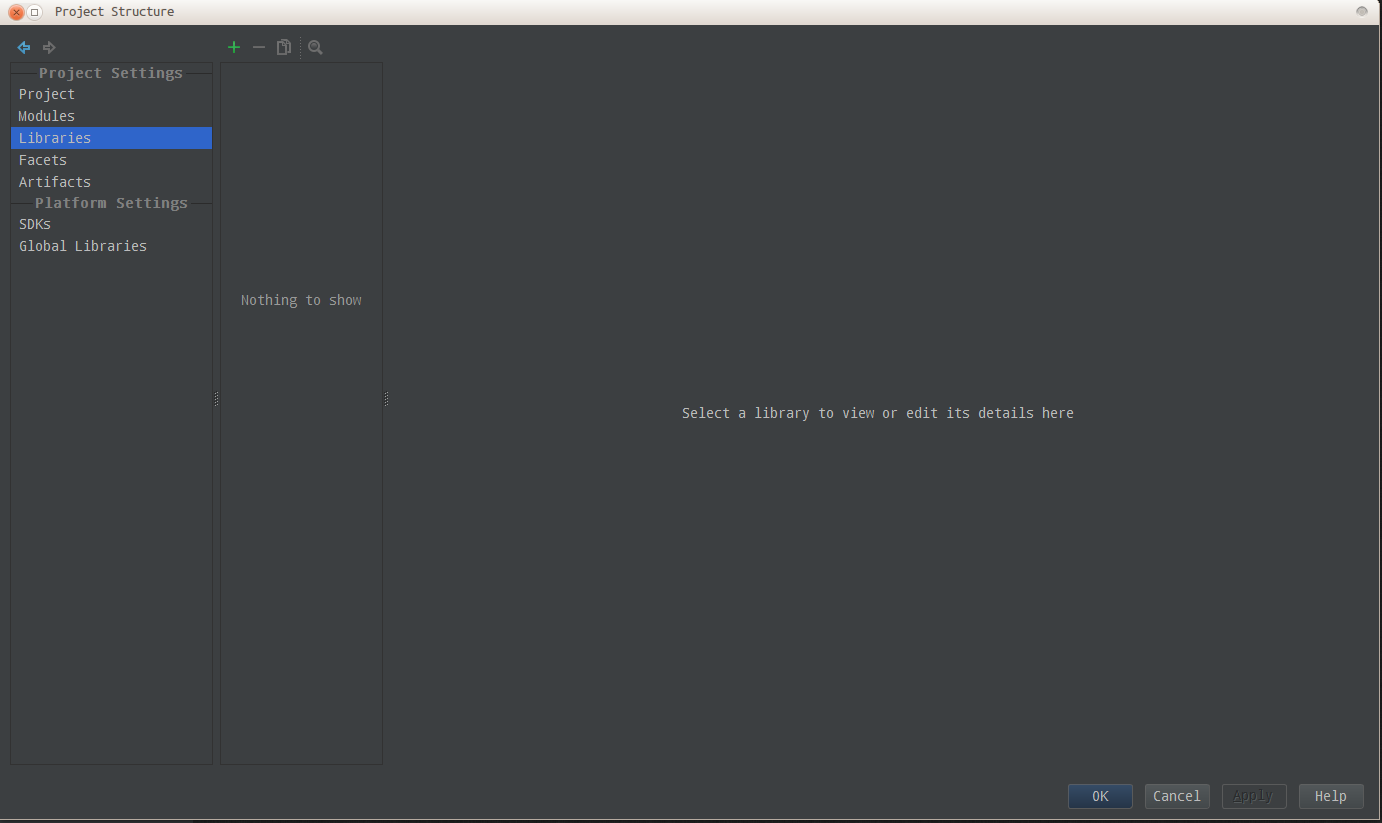 Project Structure
Project Settings
Project
Modules
Libraries
Facets
Artifacts
Platform Settings
SDKs
Global Libraries
Nothing to show
Select a library to view or edit its details here
OK
Cancel
Apply
Help